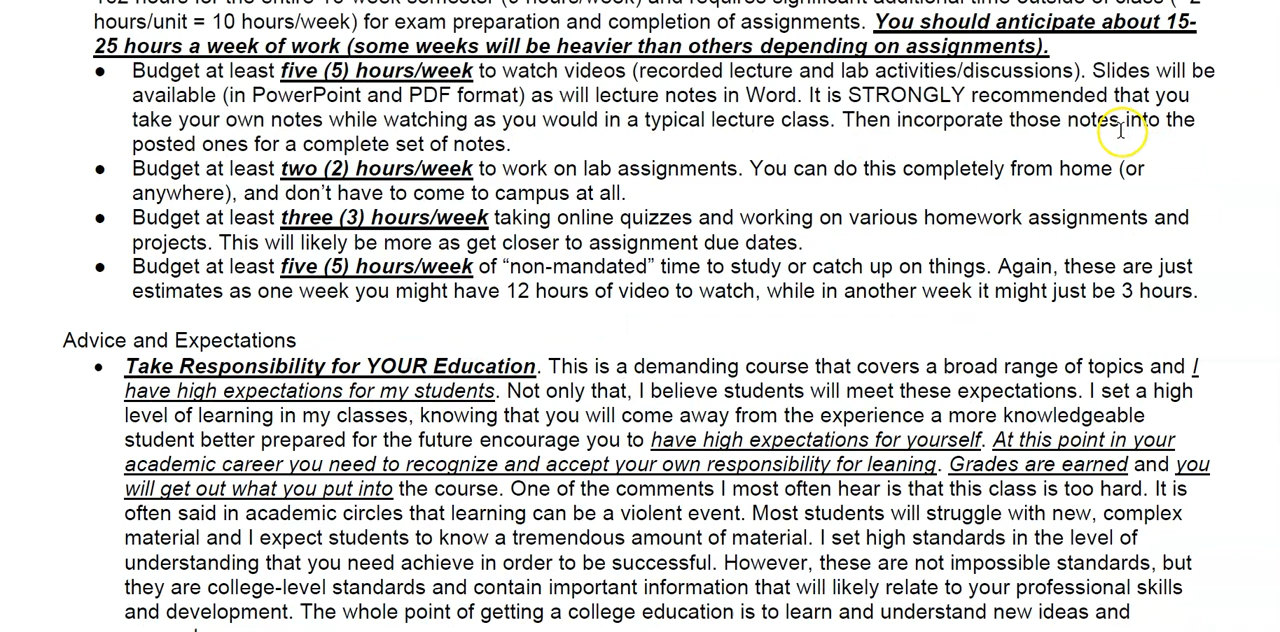 hours/unit = 10 hours/week) for exam preparation and completion of assignments. You should anticipate about 15-
25 hours a week of work (some weeks will be heavier than others depending on assignments).
● Budget at least five (5) hours/week to watch videos (recorded lecture and lab activities/discussions). Slides will be
available (in PowerPoint and PDF format) as will lecture notes in Word. It is STRONGLY recommended that you
take your own notes while watching as you would in a typical lecture class. Then incorporate those notes into the
posted ones for a complete set of notes.
● Budget at least two (2) hours/week to work on lab assignments. You can do this completely from home (or
anywhere), and don’t have to come to campus at all.
● Budget at least three (3) hours/week taking online quizzes and working on various homework assignments and
projects. This will likely be more as get closer to assignment due dates.
● Budget at least five (5) hours/week of “non-mandated” time to study or catch up on things. Again, these are just
estimates as one week you might have 12 hours of video to watch, while in another week it might just be 3 hours.
Advice and Expectations
● Take Responsibility for YOUR Education. This is a demanding course that covers a broad range of topics and I
have high expectations for my students. Not only that, I believe students will meet these expectations. I set a high
level of learning in my classes, knowing that you will come away from the experience a more knowledgeable
student better prepared for the future encourage you to have high expectations for yourself. At this point in your
academic career you need to recognize and accept your own responsibility for leaning. Grades are earned and you
will get out what you put into the course. One of the comments I most often hear is that this class is too hard. It is
often said in academic circles that learning can be a violent event. Most students will struggle with new, complex
material and I expect students to know a tremendous amount of material. I set high standards in the level of
understanding that you need achieve in order to be successful. However, these are not impossible standards, but
they are college-level standards and contain important information that will likely relate to your professional skills
and development. The whole point of getting a college education is to learn and understand new ideas and